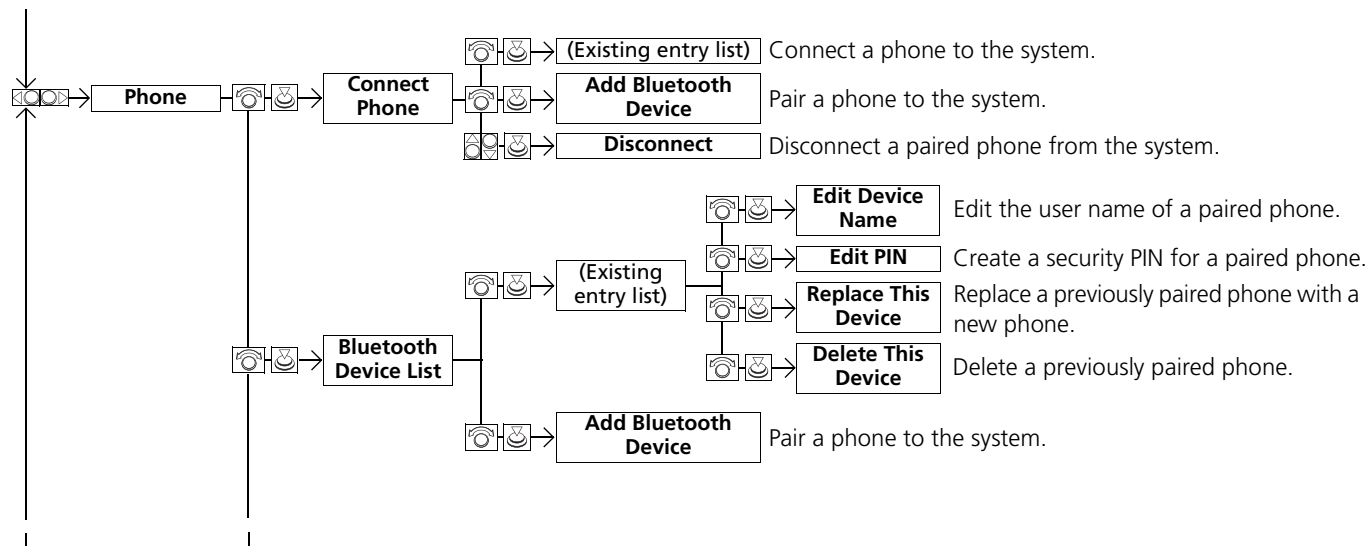 (Existing entry list) Connect a phone to the system.
Phone
Connect
Phone
Add Bluetooth
Device
Pair a phone to the system.
Disconnect Disconnect a paired phone from the system.
Edit Device
Name
Edit the user name of a paired phone.
Edit PIN Create a security PIN for a paired phone.
(Existing
entry list)
Replace This
Device
Replace a previously paired phone with a
new phone.
Bluetooth
Device List
Delete This
Device
Delete a previously paired phone.
Add Bluetooth
Device
Pair a phone to the system.